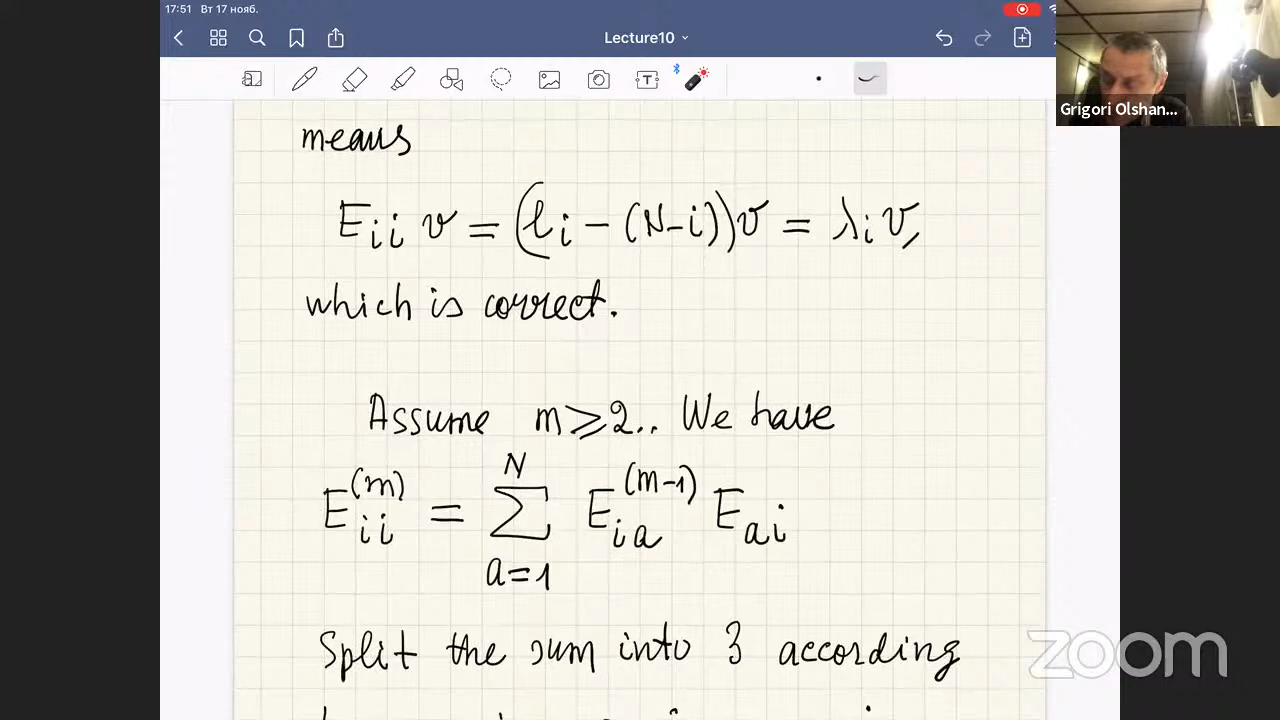 17:51 Вт 17 нояб.
Lecture10
Grigori Olshan...
means
E_{ii} v = (l_i - (N-i)) v = λ_i v,
which is correct.
Assume m ⩾ 2.. We have
E_{ii}^{(m)} = \sum_{a=1}^{N} E_{ia}^{(m-1)} E_{ai}
Split the sum into 3 according
zoom